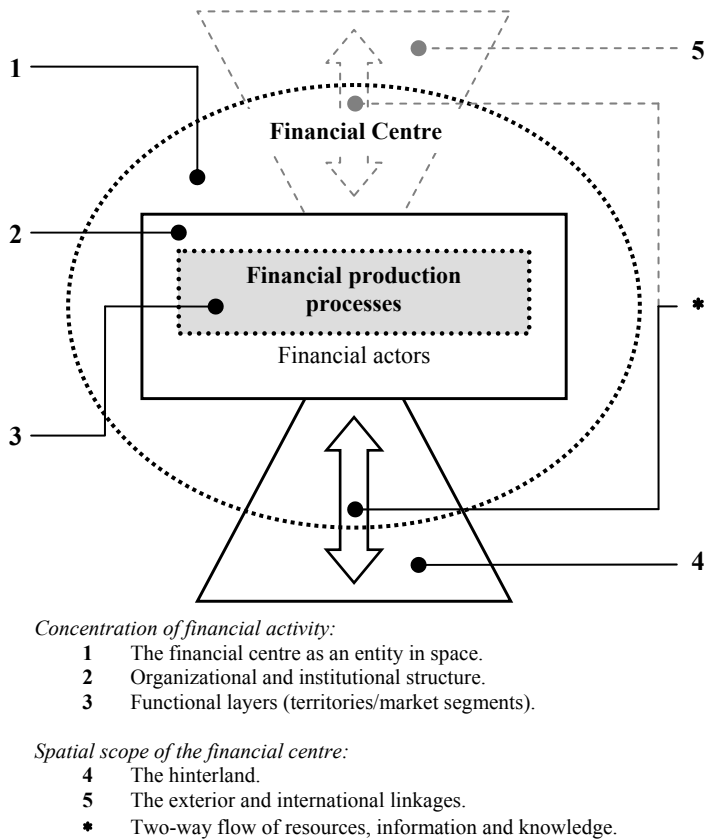 1
5
Financial Centre
2
Financial production
processes
*
Financial actors
3
4
Concentration of financial activity:
1 The financial centre as an entity in space.
2 Organizational and institutional structure.
3 Functional layers (territories/market segments).
Spatial scope of the financial centre:
4 The hinterland.
5 The exterior and international linkages.
* Two-way flow of resources, information and knowledge.